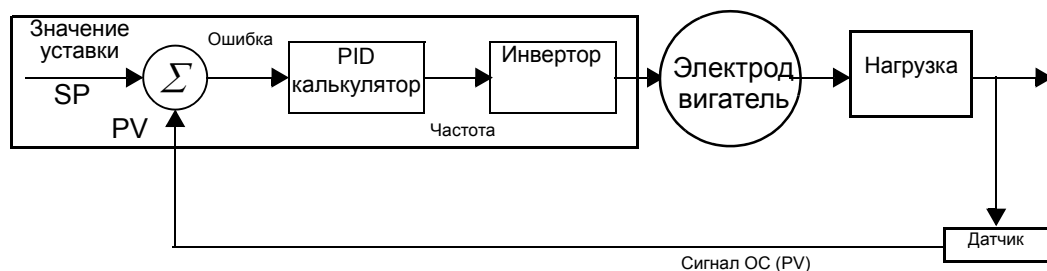 Значение
уставки
SP
PV
Σ
Ошибка
PID
калькулятор
Частота
Инвертор
Электрод
вигатель
Нагрузка
Датчик
Сигнал ОС (PV)